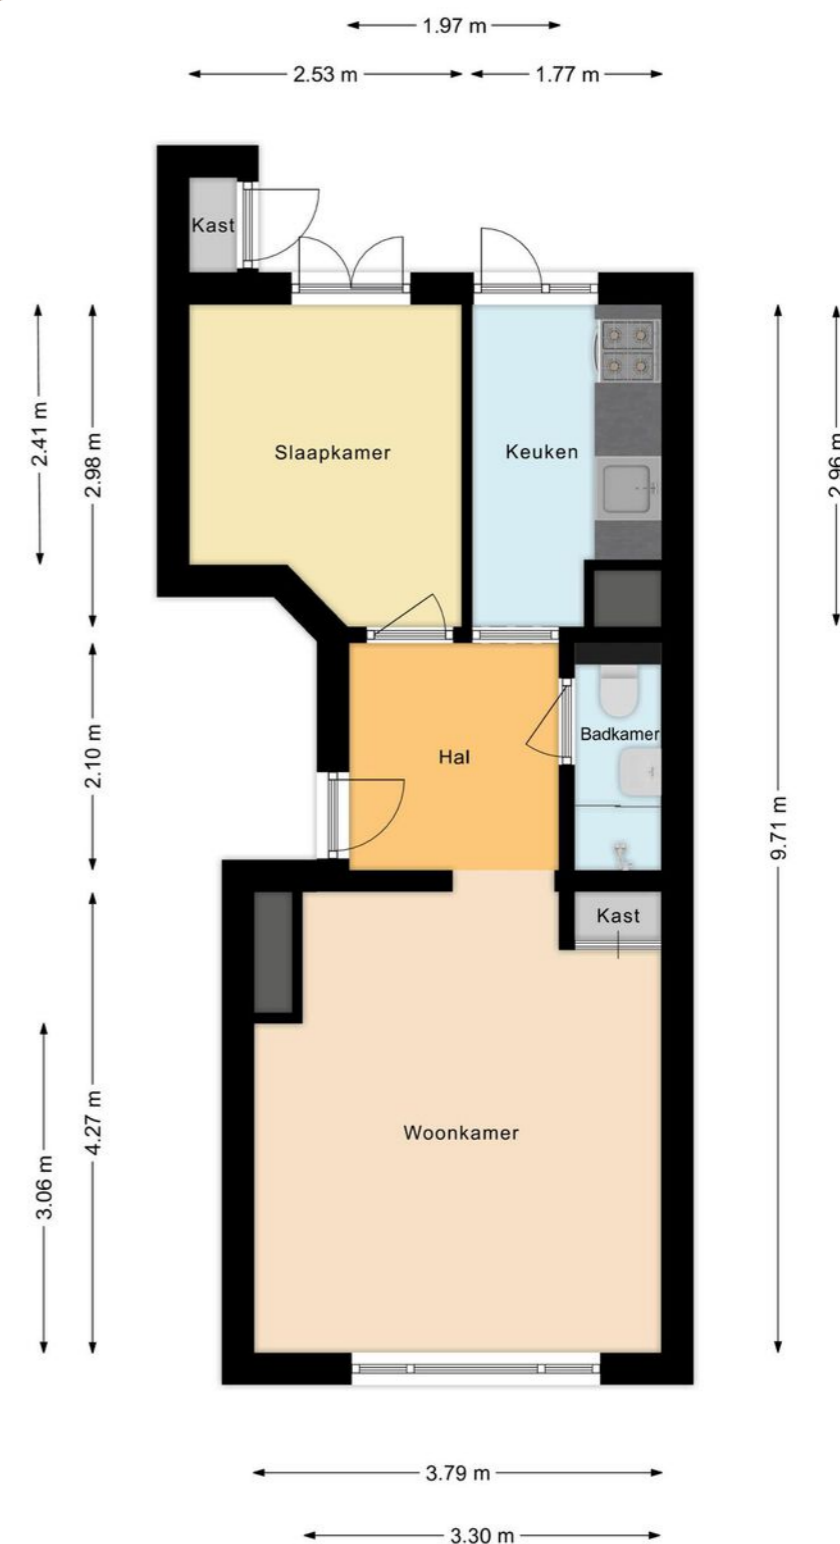 1.97 m
2.53 m
1.77 m
Kast
Slaapkamer
Keuken
2.41 m
2.98 m
2.96 m
Badkamer
Hal
2.10 m
9.71 m
Kast
Woonkamer
4.27 m
3.06 m
3.79 m
3.30 m